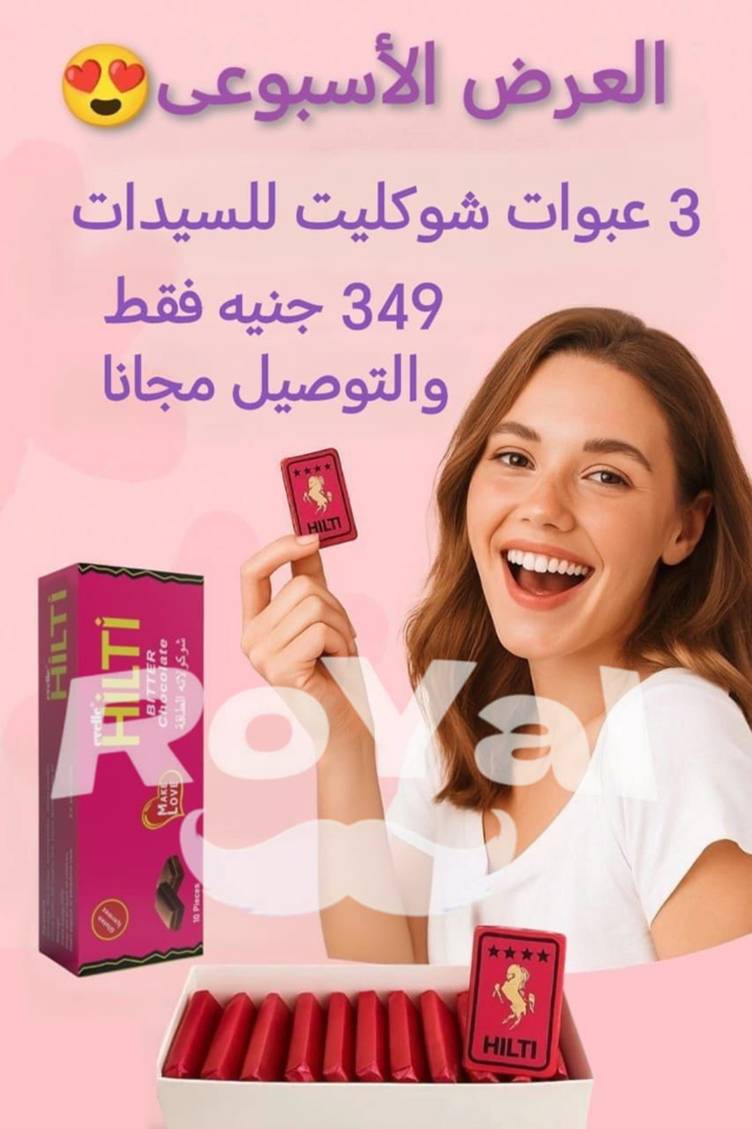 العرض الأسبوعى😍
3 عبوات شوكليت للسيدات
349 جنيه فقط
والتوصيل مجانا
HILTI
HILTI
HILTI
BITTER
Chocolate
شوكولاته الطاقة
MAKE
LOVE
10 Pieces
RoYal
HILTI